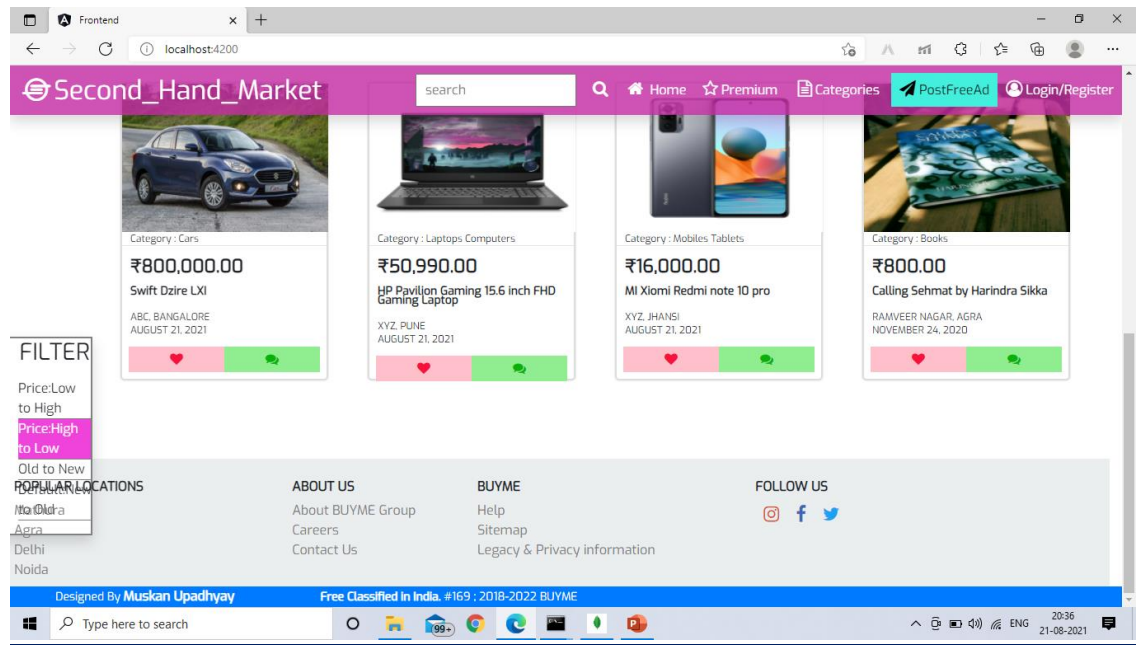 Frontend
localhost:4200
Second_Hand_Market
search
Home
Premium
Categories
PostFreeAd
Login/Register
Category : Cars
₹800,000.00
Swift Dzire LXI
ABC, BANGALORE
AUGUST 21, 2021
Category : Laptops Computers
₹50,990.00
HP Pavilion Gaming 15.6 inch FHD
Gaming Laptop
XYZ, PUNE
AUGUST 21, 2021
Category : Mobiles Tablets
₹16,000.00
MI Xiomi Redmi note 10 pro
XYZ, JHANSI
AUGUST 21, 2021
Category : Books
₹800.00
Calling Sehmat by Harindra Sikka
RAMVEER NAGAR, AGRA
NOVEMBER 24, 2020
FILTER
Price:Low
to High
Price:High
to Low
Old to New
Default:New
to Old
POPULAR LOCATIONS
Agra
Delhi
Noida
ABOUT US
About BUYME Group
Careers
Contact Us
BUYME
Help
Sitemap
Legacy & Privacy information
FOLLOW US
Designed By Muskan Upadhyay
Free Classified in India. #169 ; 2018-2022 BUYME
Type here to search
99+
ENG
20:36
21-08-2021